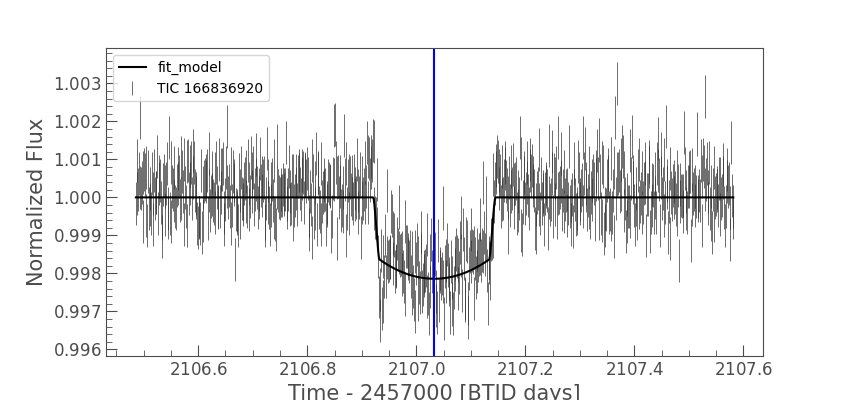 fit_model
TIC 166836920
1.003
1.002
1.001
1.000
0.999
0.998
0.997
0.996
Normalized Flux
2106.6 2106.8 2107.0 2107.2 2107.4 2107.6
Time - 2457000 [BTJD days]